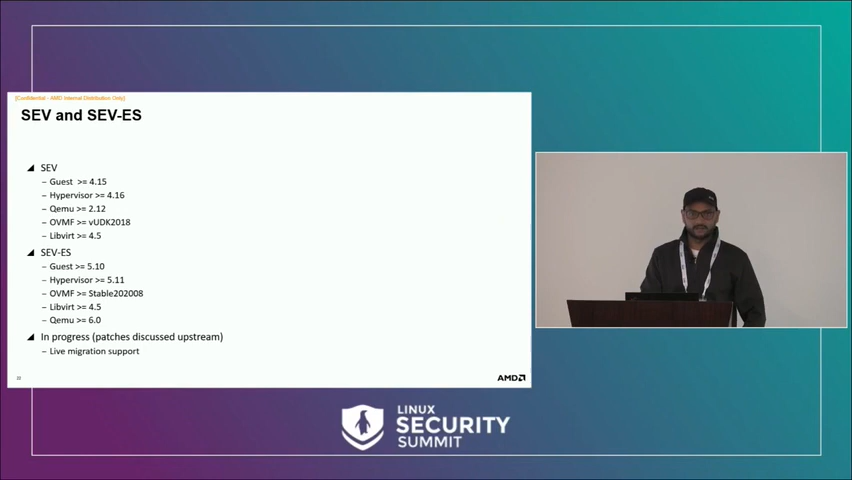 [Confidential - AMD Internal Distribution Only]
SEV and SEV-ES
SEV
– Guest >= 4.15
– Hypervisor >= 4.16
– Qemu >= 2.12
– OVMF >= vUDK2018
– Libvirt >= 4.5
SEV-ES
– Guest >= 5.10
– Hypervisor >= 5.11
– OVMF >= Stable202008
– Libvirt >= 4.5
– Qemu >= 6.0
In progress (patches discussed upstream)
– Live migration support
AMD
LINUX
SECURITY
SUMMIT